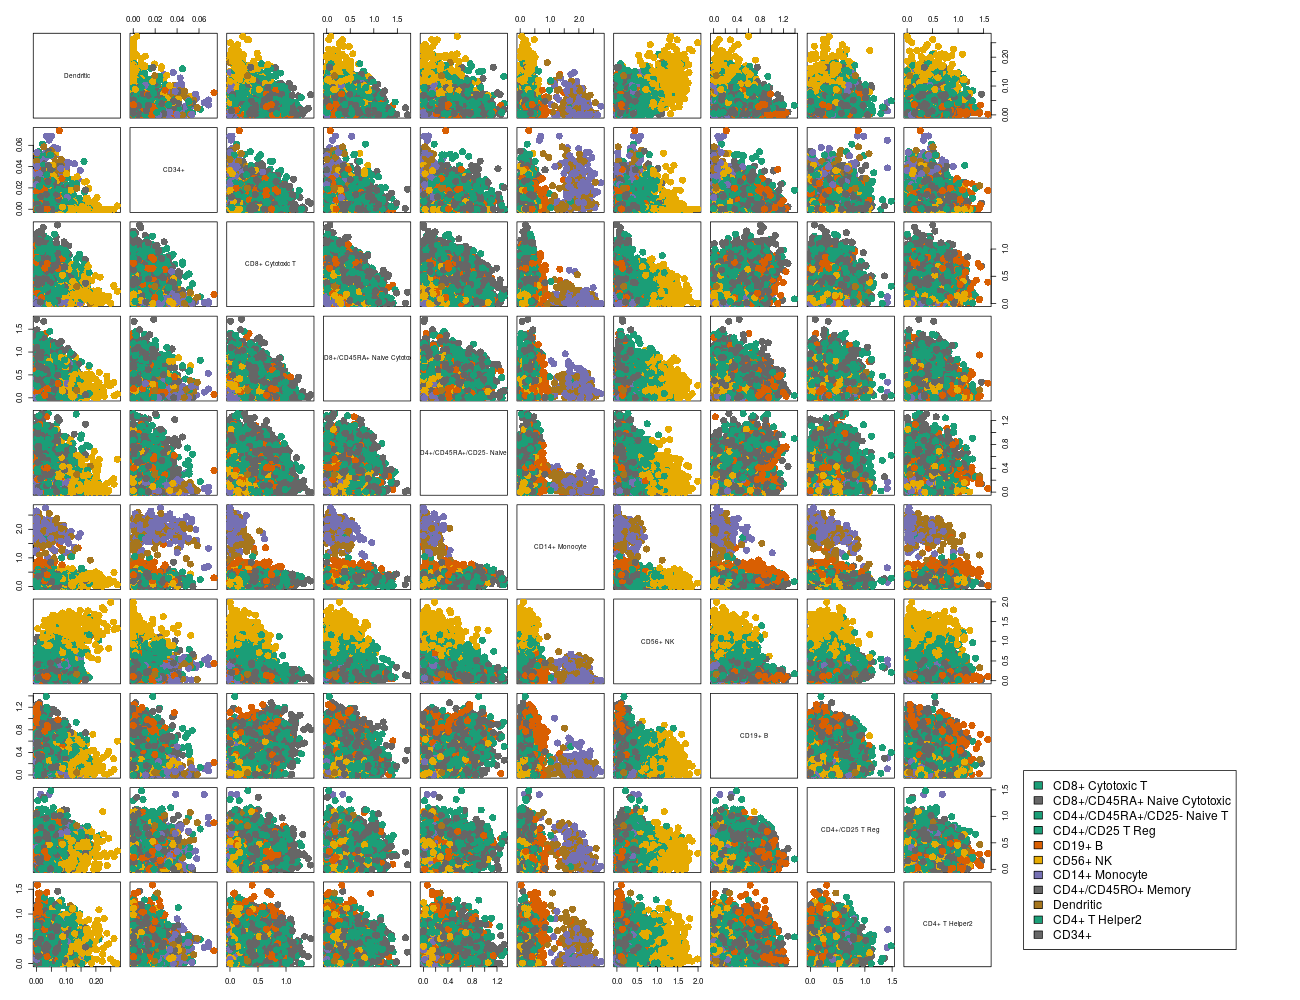 0.00 0.02 0.04 0.06
0.0 0.5 1.0 1.5
0.0 1.0 2.0
0.0 0.4 0.8 1.2
0.0 0.5 1.0 1.5
Dendritic
0.00 0.10 0.20
CD34+
0.00 0.02 0.04 0.06
CD8+ Cytotoxic T
0.0 0.5 1.0
D8+/CD45RA+ Naive Cytoto
0.0 0.5 1.0 1.5
D4+/CD45RA+/CD25- Naive
0.0 0.4 0.8 1.2
CD14+ Monocyte
0.0 1.0 2.0
CD56+ NK
0.0 0.5 1.0 1.5 2.0
CD19+ B
0.0 0.4 0.8 1.2
CD4+/CD25 T Reg
0.0 0.5 1.0 1.5
CD4+ T Helper2
0.0 0.5 1.0 1.5
0.00 0.10 0.20
0.0 0.5 1.0
0.0 0.4 0.8 1.2
0.0 0.5 1.0 1.5 2.0
0.0 0.5 1.0 1.5
CD8+ Cytotoxic T
CD8+/CD45RA+ Naive Cytotoxic
CD4+/CD45RA+/CD25- Naive T
CD4+/CD25 T Reg
CD19+ B
CD56+ NK
CD14+ Monocyte
CD4+/CD45RO+ Memory
Dendritic
CD4+ T Helper2
CD34+